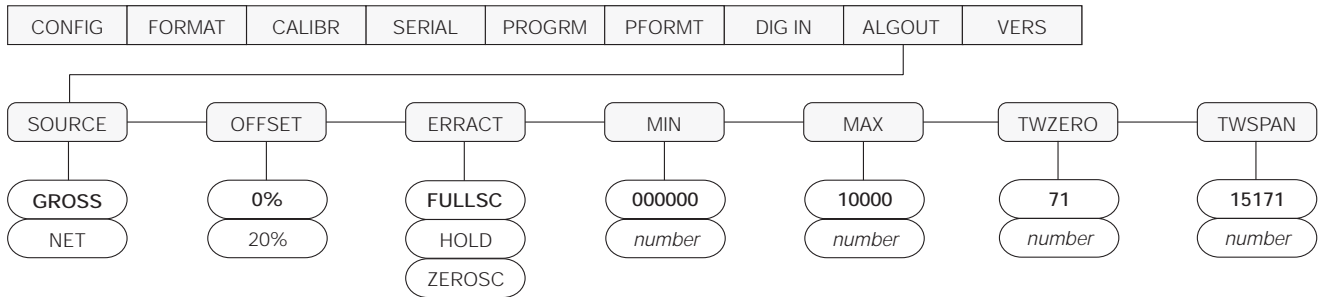 CONFIG FORMAT CALIBR SERIAL PROGRM PFORMT DIG IN ALGOUT VERS
SOURCE OFFSET ERRACT MIN MAX TWZERO TWSPAN
GROSS 0% FULLSC 000000 10000 71 15171
NET 20% HOLD number number number number
ZEROSC